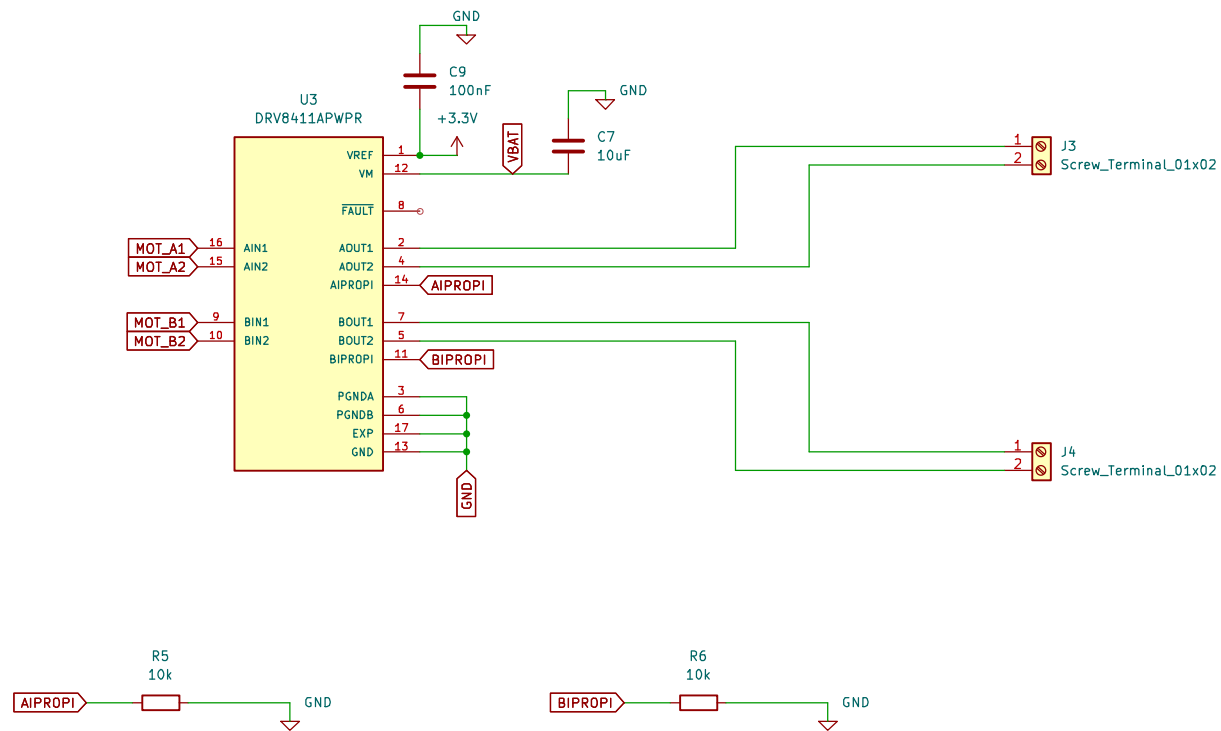 GND
C9
100nF
+3.3V
GND
VBAT
C7
10uF
U3
DRV8411APWPR
VREF 1
VM 12
FAULT 8
MOT_A1 16 AIN1 AOUT1 2
MOT_A2 15 AIN2 AOUT2 4
AIPROPI 14 AIPROPI
MOT_B1 9 BIN1 BOUT1 7
MOT_B2 10 BIN2 BOUT2 5
BIPROPI 11 BIPROPI
PGNDA 3
PGNDB 6
EXP 17
GND 13
GND
1 J3
2 Screw_Terminal_01x02
1 J4
2 Screw_Terminal_01x02
R5
10k
AIPROPI GND
R6
10k
BIPROPI GND